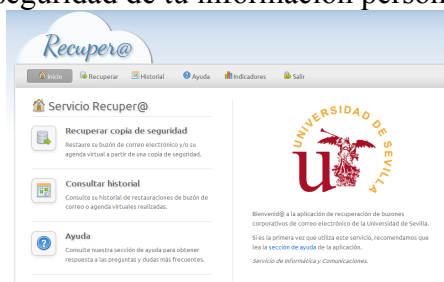 seguridad de tu información person
Recuper@
Inicio Recuperar Historial Ayuda Indicadores Salir
Servicio Recuper@
Recuperar copia de seguridad
Restaure su buzón de correo electrónico y/o su
agenda virtual a partir de una copia de seguridad.
Consultar historial
Consulte su historial de restauraciones de buzón de
correo o agenda virtuales realizadas.
Ayuda
Consulte nuestra sección de ayuda para obtener
respuesta a las preguntas y dudas más frecuentes.
UNIVERSIDAD DE SEVILLA
Bienvenid@ a la aplicación de recuperación de buzones
corporativos de correo electrónico de la Universidad de Sevilla.
Si es la primera vez que utiliza este servicio, recomendamos que
lea la sección de ayuda de la aplicación.
Servicio de Informática y Comunicaciones.